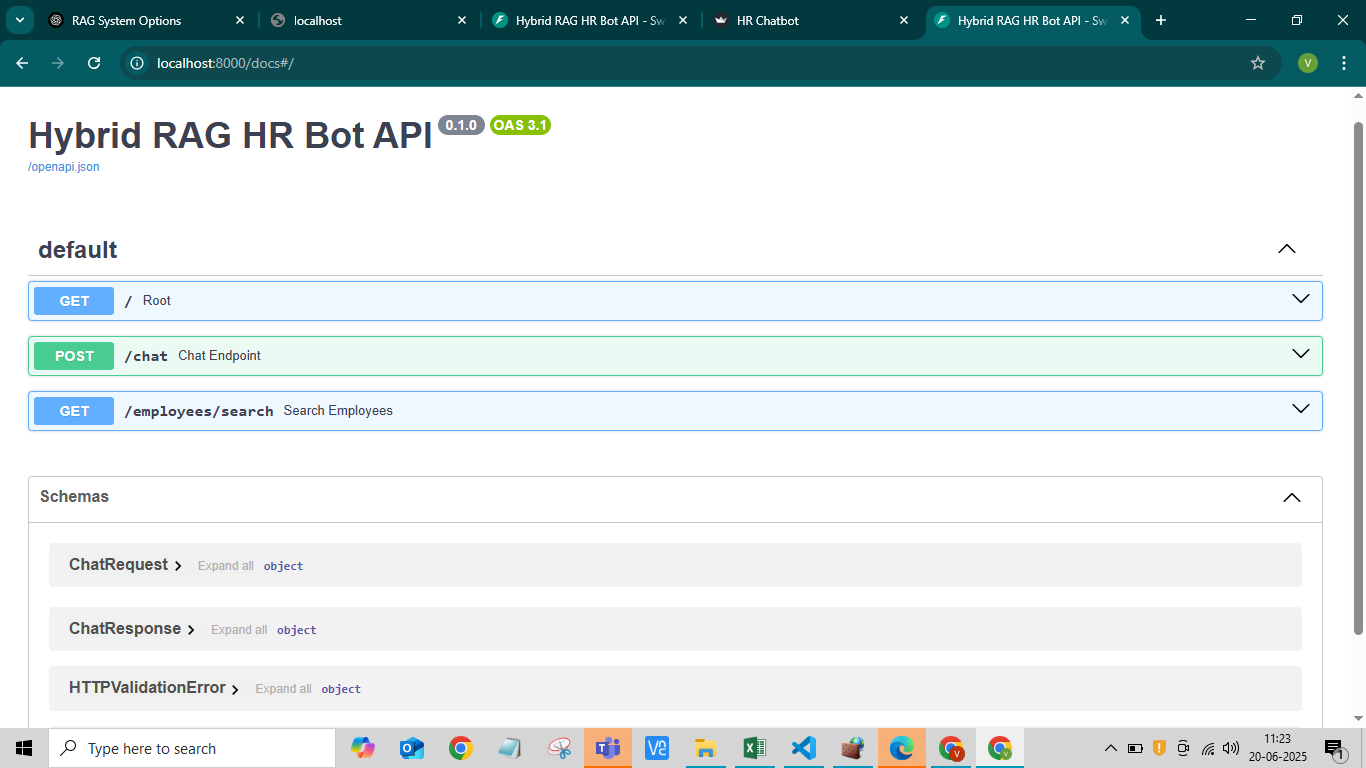 RAG System Options
localhost
Hybrid RAG HR Bot API - Sw
HR Chatbot
Hybrid RAG HR Bot API - Sw
localhost:8000/docs#/
V
Hybrid RAG HR Bot API 0.1.0 OAS 3.1
/openapi.json
default
GET / Root
POST /chat Chat Endpoint
GET /employees/search Search Employees
Schemas
ChatRequest Expand all object
ChatResponse Expand all object
HTTPValidationError Expand all object
Type here to search
11:23
20-06-2025
1